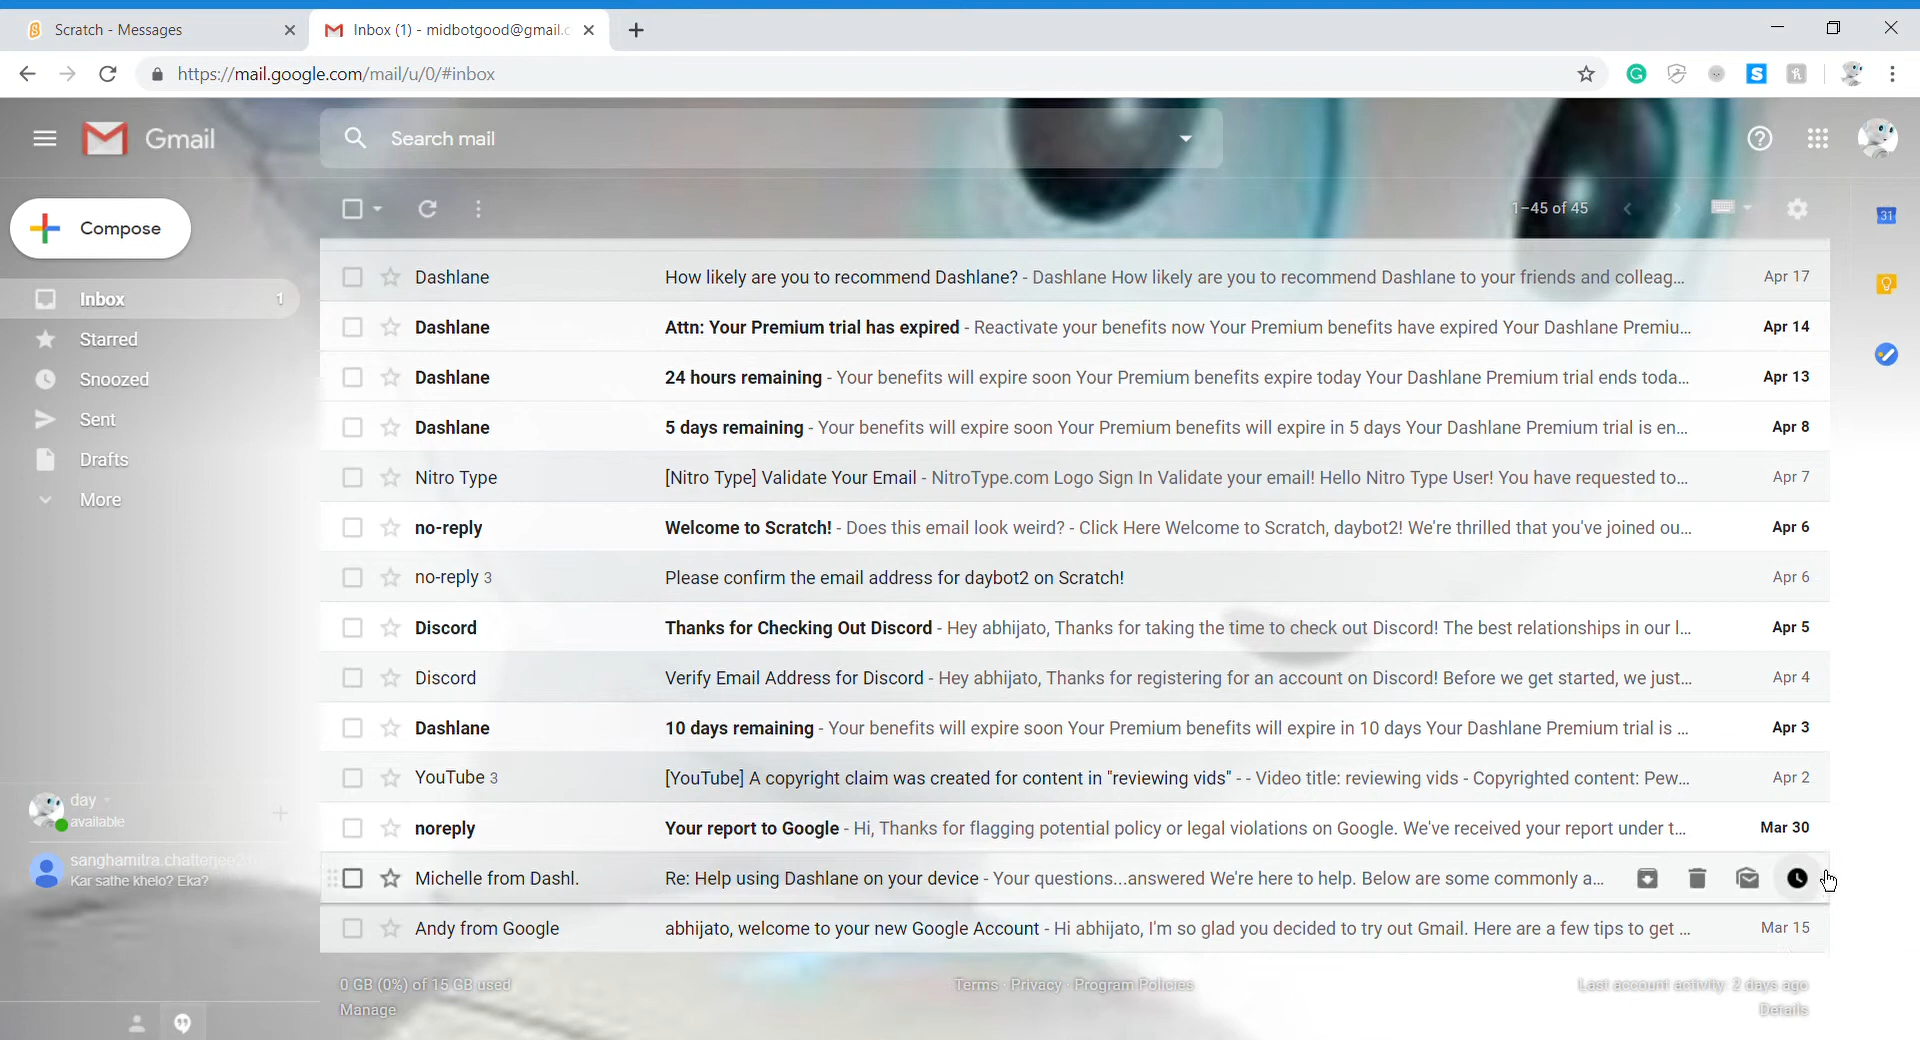 Scratch - Messages
Inbox (1) - midbotgood@gmail.c
https://mail.google.com/mail/u/0/#inbox
Gmail
Search mail
1–45 of 45
Compose
31
Inbox 1
Starred
Snoozed
Sent
Drafts
More
Dashlane How likely are you to recommend Dashlane? - Dashlane How likely are you to recommend Dashlane to your friends and colleag... Apr 17
Dashlane Attn: Your Premium trial has expired - Reactivate your benefits now Your Premium benefits have expired Your Dashlane Premiu... Apr 14
Dashlane 24 hours remaining - Your benefits will expire soon Your Premium benefits expire today Your Dashlane Premium trial ends toda... Apr 13
Dashlane 5 days remaining - Your benefits will expire soon Your Premium benefits will expire in 5 days Your Dashlane Premium trial is en... Apr 8
Nitro Type [Nitro Type] Validate Your Email - NitroType.com Logo Sign In Validate your email! Hello Nitro Type User! You have requested to... Apr 7
no-reply Welcome to Scratch! - Does this email look weird? - Click Here Welcome to Scratch, daybot2! We're thrilled that you've joined ou... Apr 6
no-reply 3 Please confirm the email address for daybot2 on Scratch! Apr 6
Discord Thanks for Checking Out Discord - Hey abhijato, Thanks for taking the time to check out Discord! The best relationships in our l... Apr 5
Discord Verify Email Address for Discord - Hey abhijato, Thanks for registering for an account on Discord! Before we get started, we just... Apr 4
Dashlane 10 days remaining - Your benefits will expire soon Your Premium benefits will expire in 10 days Your Dashlane Premium trial is ... Apr 3
YouTube 3 [YouTube] A copyright claim was created for content in "reviewing vids" - - Video title: reviewing vids - Copyrighted content: Pew... Apr 2
noreply Your report to Google - Hi, Thanks for flagging potential policy or legal violations on Google. We've received your report under t... Mar 30
Michelle from Dashl. Re: Help using Dashlane on your device - Your questions...answered We're here to help. Below are some commonly a...
Andy from Google abhijato, welcome to your new Google Account - Hi abhijato, I'm so glad you decided to try out Gmail. Here are a few tips to get ... Mar 15
day
available
Kar sathe khelo? Eka?
0 GB (0%) of 15 GB used
Manage
Terms · Privacy · Program Policies
Last account activity: 2 days ago
Details